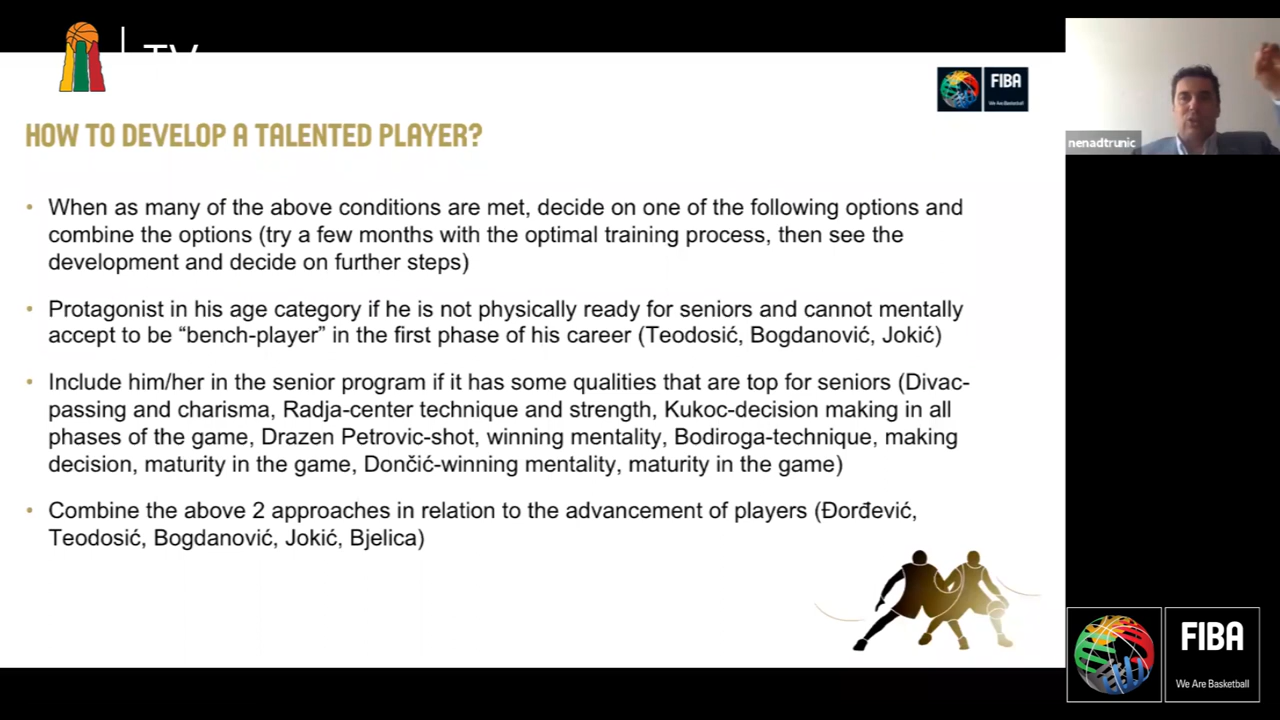 TV
FIBA
We Are Basketball
nenadtrunic
HOW TO DEVELOP A TALENTED PLAYER?
• When as many of the above conditions are met, decide on one of the following options and
combine the options (try a few months with the optimal training process, then see the
development and decide on further steps)
• Protagonist in his age category if he is not physically ready for seniors and cannot mentally
accept to be “bench-player” in the first phase of his career (Teodosić, Bogdanović, Jokić)
• Include him/her in the senior program if it has some qualities that are top for seniors (Divac-
passing and charisma, Radja-center technique and strength, Kukoc-decision making in all
phases of the game, Drazen Petrovic-shot, winning mentality, Bodiroga-technique, making
decision, maturity in the game, Dončić-winning mentality, maturity in the game)
• Combine the above 2 approaches in relation to the advancement of players (Đorđević,
Teodosić, Bogdanović, Jokić, Bjelica)
FIBA
We Are Basketball